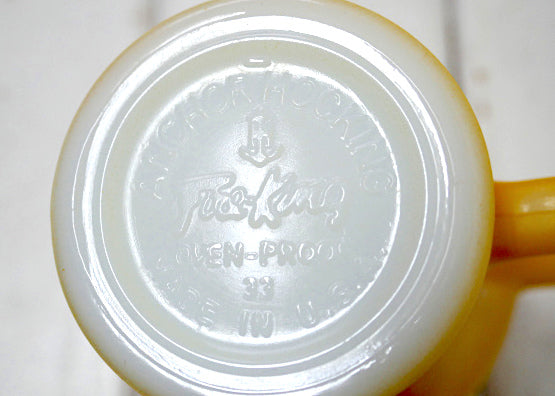 ANCHOR HOCKING
Fire-King
OVEN-PROOF
33
MADE IN U.S.A.